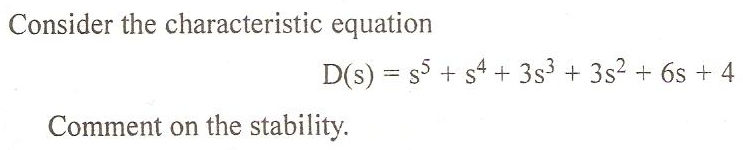 Consider the characteristic equation
D(s) = s⁵ + s⁴ + 3s³ + 3s² + 6s + 4
Comment on the stability.